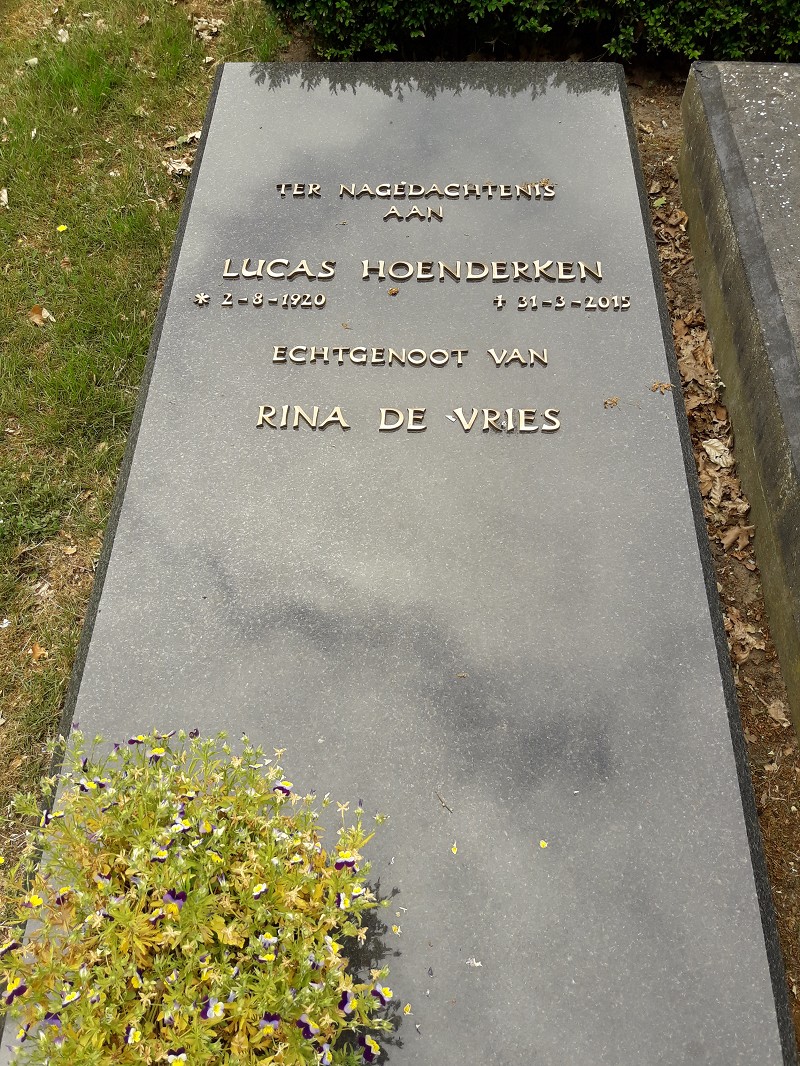 TER NAGEDACHTENIS
AAN
LUCAS HOENDERKEN
* 2-8-1920 † 31-3-2015
ECHTGENOOT VAN
RINA DE VRIES